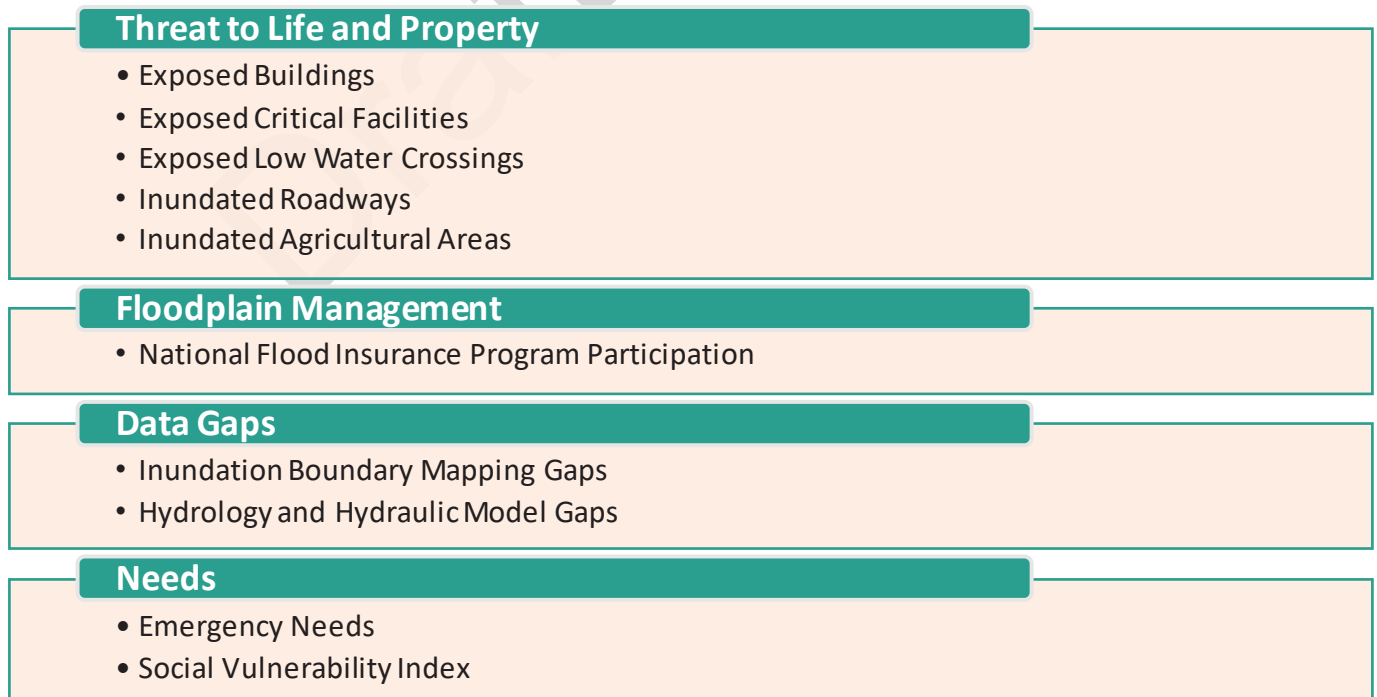 Threat to Life and Property
• Exposed Buildings
• Exposed Critical Facilities
• Exposed Low Water Crossings
• Inundated Roadways
• Inundated Agricultural Areas
Floodplain Management
• National Flood Insurance Program Participation
Data Gaps
• Inundation Boundary Mapping Gaps
• Hydrology and Hydraulic Model Gaps
Needs
• Emergency Needs
• Social Vulnerability Index